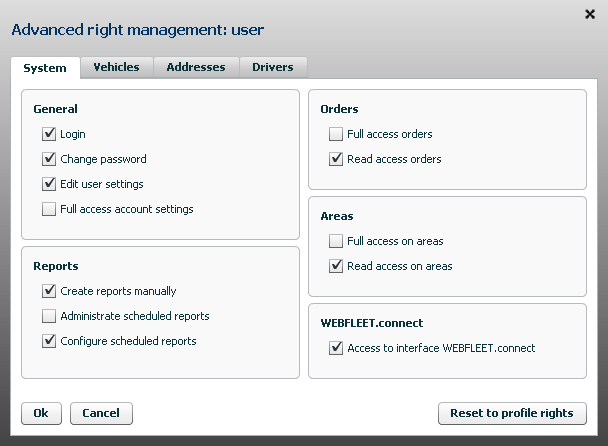 Advanced right management: user
System
Vehicles
Addresses
Drivers
General
Login
Change password
Edit user settings
Full access account settings
Reports
Create reports manually
Administrate scheduled reports
Configure scheduled reports
Orders
Full access orders
Read access orders
Areas
Full access on areas
Read access on areas
WEBFLEET.connect
Access to interface WEBFLEET.connect
Ok
Cancel
Reset to profile rights